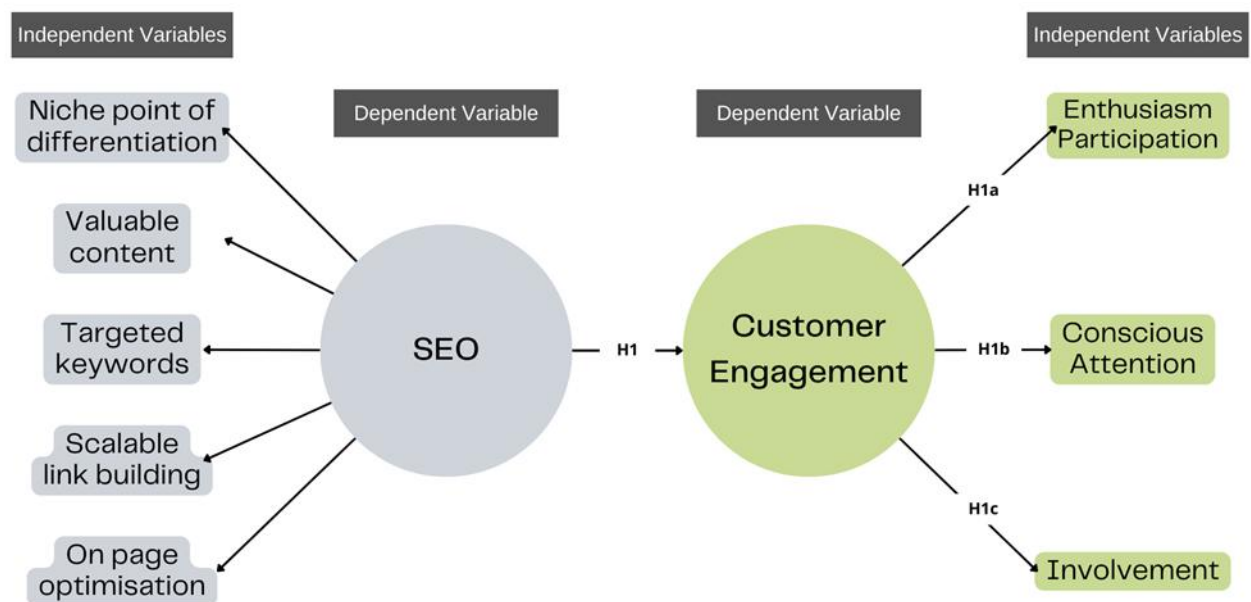 Independent Variables
Independent Variables
Dependent Variable
Dependent Variable
Niche point of
differentiation
Valuable
content
Targeted
keywords
Scalable
link building
On page
optimisation
SEO
H1
Customer
Engagement
H1a
H1b
H1c
Enthusiasm
Participation
Conscious
Attention
Involvement